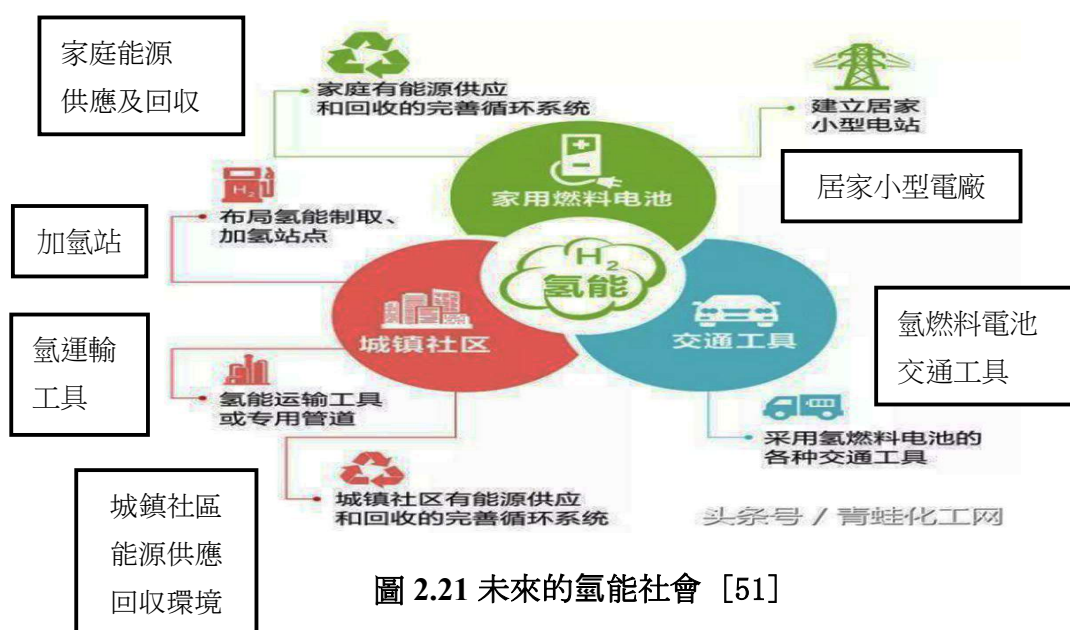 家庭能源
供應及回收
家庭有能源供应
和回收的完善循环系统
建立居家
小型电站
居家小型電廠
家用燃料电池
H2
布局氢能制取、
加氢站点
加氫站
H₂
氢能
城镇社区
交通工具
氫燃料電池
交通工具
氫運輸
工具
氢能运输工具
或专用管道
采用氢燃料电池的
各种交通工具
城镇社区有能源供应
和回收的完善循环系统
头条号 / 青蛙化工网
城鎮社區
能源供應
回收環境
圖 2.21 未來的氫能社會 [51]